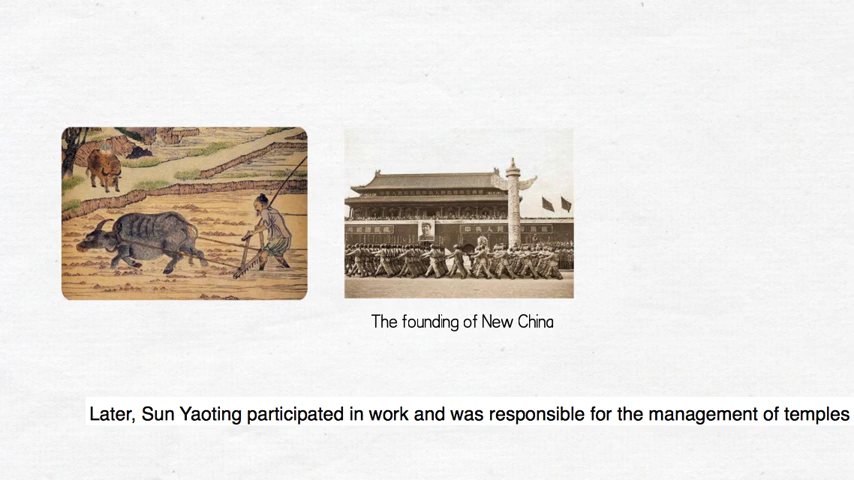 The founding of New China
Later, Sun Yaoting participated in work and was responsible for the management of temples